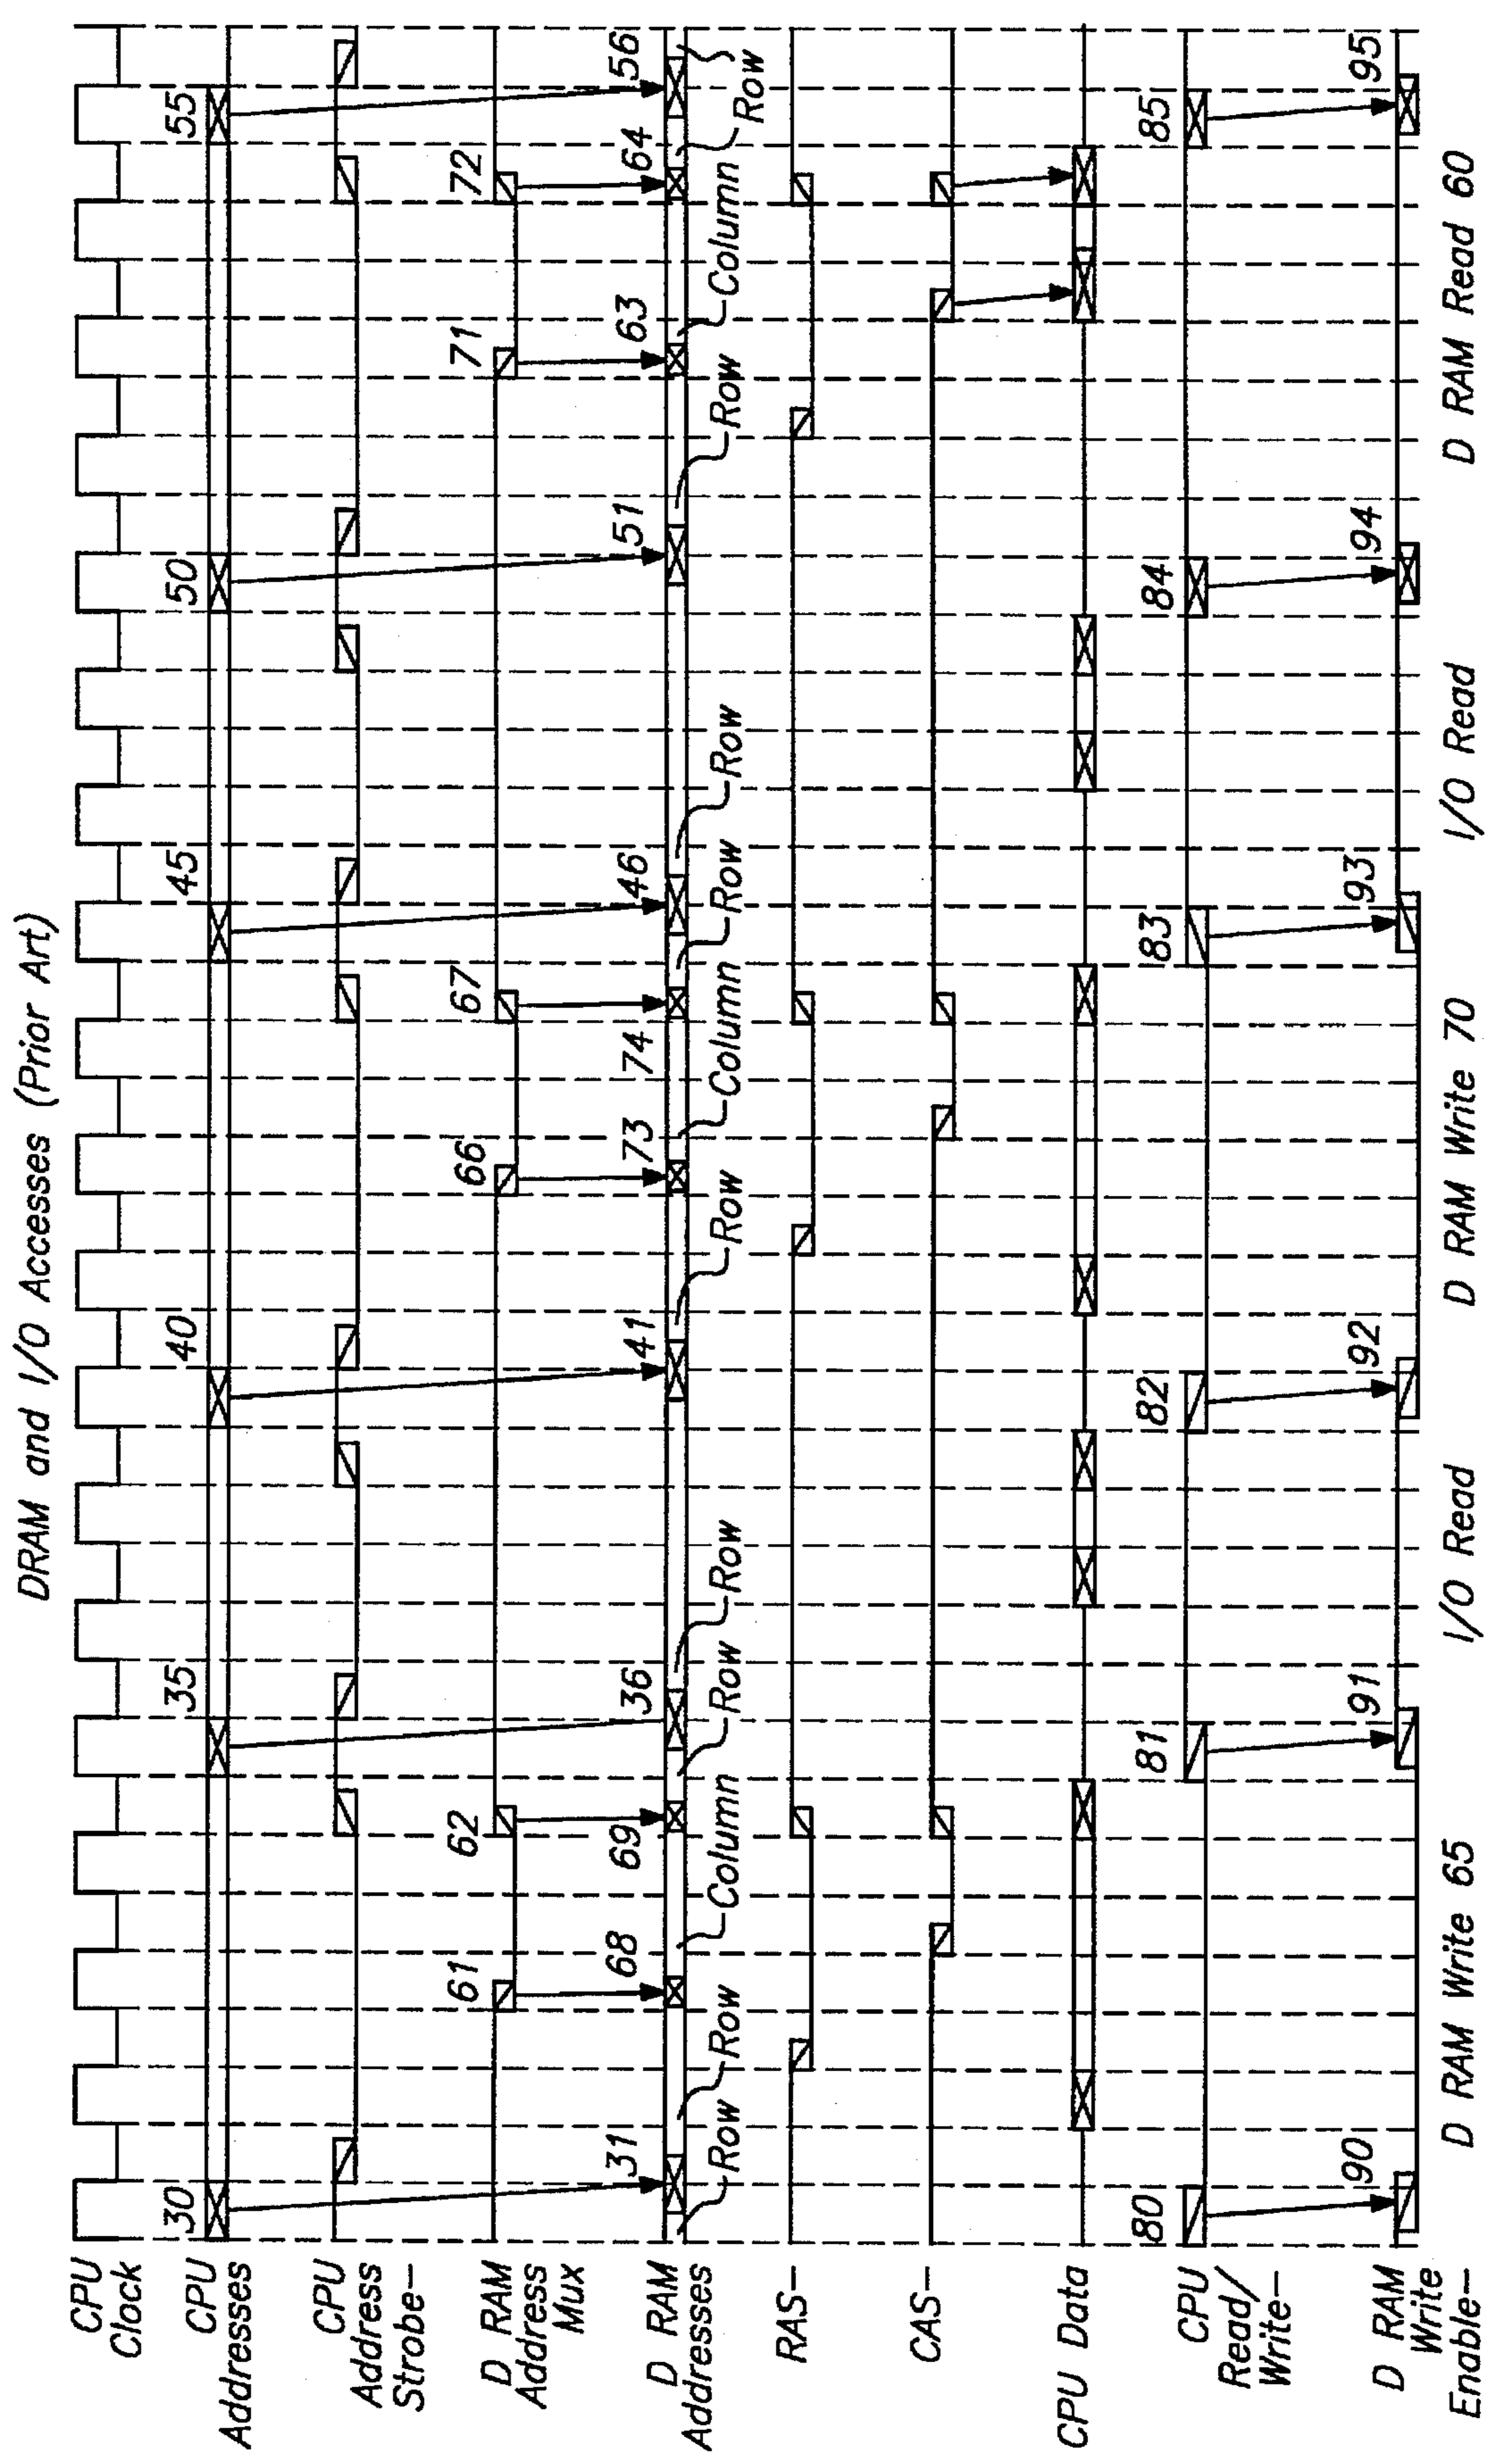 DRAM and I/O Accesses (Prior Art)
CPU
Clock
CPU
Addresses
30
35
40
45
50
55
CPU
Address
Strobe–
D RAM
Address
Mux
61
62
66
67
71
72
D RAM
Addresses
31
68
69
36
41
73
74
46
51
63
64
56
Row
Row
Column
Row
Row
Row
Column
Row
Row
Row
Column
Row
RAS–
CAS–
CPU Data
CPU
Read/
Write–
80
81
82
83
84
85
D RAM
Write
Enable–
90
91
92
93
94
95
D RAM Write 65
I/O Read
D RAM Write 70
I/O Read
D RAM Read 60